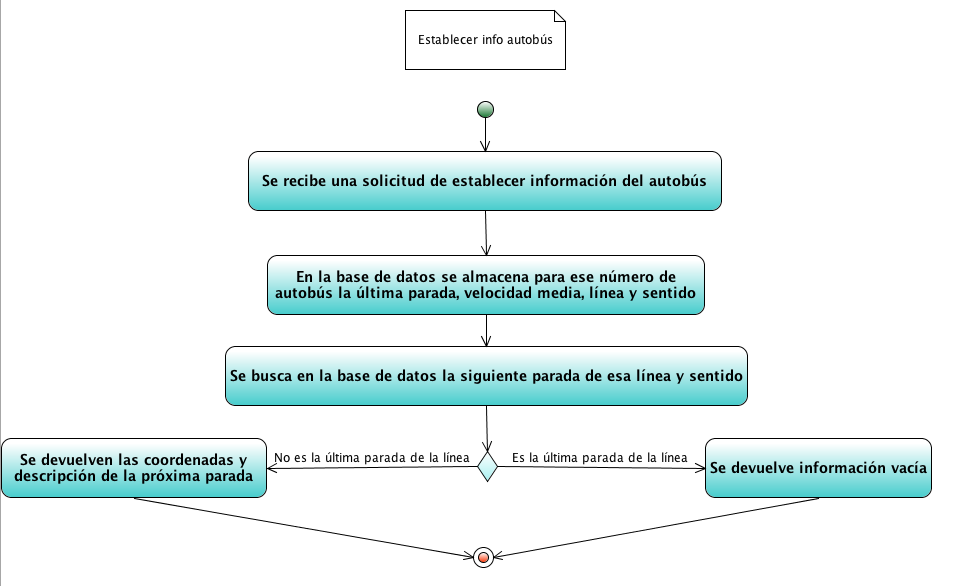 Establecer info autobús
Se recibe una solicitud de establecer información del autobús
En la base de datos se almacena para ese número de
autobús la última parada, velocidad media, línea y sentido
Se busca en la base de datos la siguiente parada de esa línea y sentido
No es la última parada de la línea
Es la última parada de la línea
Se devuelven las coordenadas y
descripción de la próxima parada
Se devuelve información vacía